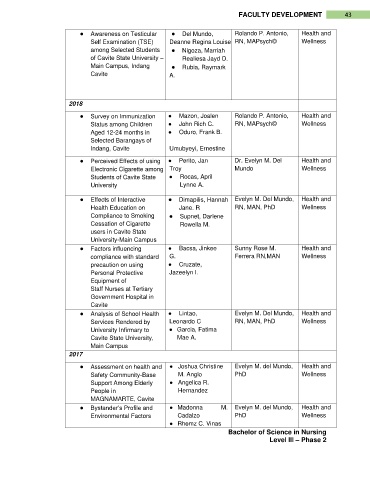 FACULTY DEVELOPMENT 43
● Awareness on Testicular Self Examination (TSE) among Selected Students of Cavite State University – Main Campus, Indang Cavite
● Del Mundo, Deanne Regina Louise
● Nigoza, Marriah Realiesa Jayd O.
● Rubia, Raymark A.
Rolando P. Antonio, RN, MAPsych©
Health and Wellness
2018
● Survey on Immunization Status among Children Aged 12-24 months in Selected Barangays of Indang, Cavite
● Mazon, Joslen
● John Rich C.
● Oduro, Frank B.
Umubyeyi, Ernestine
Rolando P. Antonio, RN, MAPsych©
Health and Wellness
● Perceived Effects of using Electronic Cigarette among Students of Cavite State University
● Perito, Jan Troy
● Rocas, April Lynne A.
Dr. Evelyn M. Del Mundo
Health and Wellness
● Effects of Interactive Health Education on Compliance to Smoking Cessation of Cigarette users in Cavite State University-Main Campus
● Dimapilis, Hannah Jane. R
● Supnet, Darlene Rowella M.
Evelyn M. Del Mundo, RN, MAN, PhD
Health and Wellness
● Factors influencing compliance with standard precaution on using Personal Protective Equipment of Staff Nurses at Tertiary Government Hospital in Cavite
● Bacsa, Jinkee G.
● Cruzate, Jazeelyn I.
Sunny Rose M. Ferrera RN,MAN
Health and Wellness
● Analysis of School Health Services Rendered by University Infirmary to Cavite State University, Main Campus
● Lintao, Leonardo C
● Garcia, Fatima Mae A,
Evelyn M. Del Mundo, RN, MAN, PhD
Health and Wellness
2017
● Assessment on health and Safety Community-Base Support Among Elderly People in MAGNAMARTE, Cavite
● Joshua Christine M. Anglo
● Angelica R. Hernandez
Evelyn M. del Mundo, PhD
Health and Wellness
● Bystander's Profile and Environmental Factors
● Madonna M. Cadalzo
● Rhemz C. Vinas
Evelyn M. del Mundo, PhD
Health and Wellness
Bachelor of Science in Nursing
Level III – Phase 2